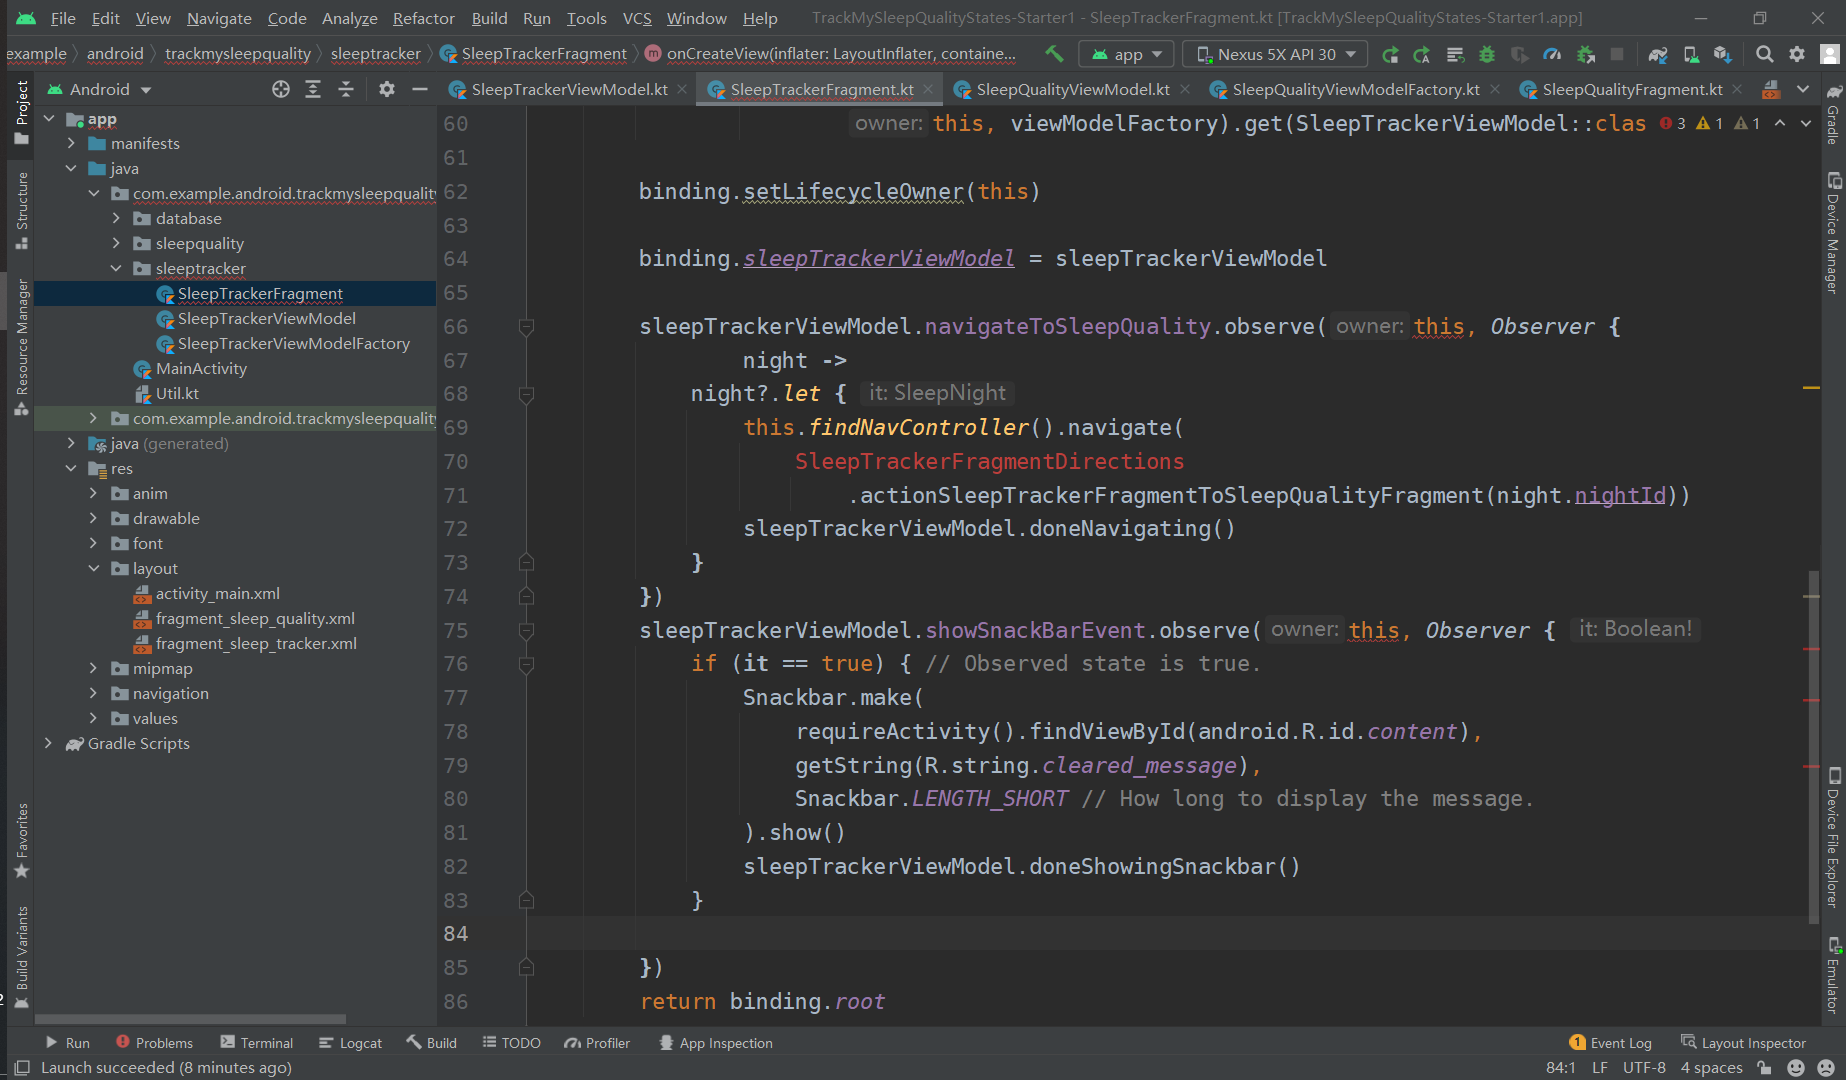 File Edit View Navigate Code Analyze Refactor Build Run Tools VCS Window Help TrackMySleepQualityStates-Starter1 - SleepTrackerFragment.kt [TrackMySleepQualityStates-Starter1.app]
example android trackmysleepquality sleeptracker SleepTrackerFragment onCreateView(inflater: LayoutInflater, containe... app Nexus 5X API 30
Android SleepTrackerViewModel.kt SleepTrackerFragment.kt SleepQualityViewModel.kt SleepQualityViewModelFactory.kt SleepQualityFragment.kt
Project
Structure
Resource Manager
Favorites
Build Variants
app
manifests
java
com.example.android.trackmysleepquality
database
sleepquality
sleeptracker
SleepTrackerFragment
SleepTrackerViewModel
SleepTrackerViewModelFactory
MainActivity
Util.kt
com.example.android.trackmysleepquality
java (generated)
res
anim
drawable
font
layout
activity_main.xml
fragment_sleep_quality.xml
fragment_sleep_tracker.xml
mipmap
navigation
values
Gradle Scripts
60 owner: this, viewModelFactory).get(SleepTrackerViewModel::clas 3 1 1
61
62 binding.setLifecycleOwner(this)
63
64 binding.sleepTrackerViewModel = sleepTrackerViewModel
65
66 sleepTrackerViewModel.navigateToSleepQuality.observe( owner: this, Observer {
67 night ->
68 night?.let { it: SleepNight
69 this.findNavController().navigate(
70 SleepTrackerFragmentDirections
71 .actionSleepTrackerFragmentToSleepQualityFragment(night.nightId))
72 sleepTrackerViewModel.doneNavigating()
73 }
74 })
75 sleepTrackerViewModel.showSnackBarEvent.observe( owner: this, Observer { it: Boolean!
76 if (it == true) { // Observed state is true.
77 Snackbar.make(
78 requireActivity().findViewById(android.R.id.content),
79 getString(R.string.cleared_message),
80 Snackbar.LENGTH_SHORT // How long to display the message.
81 ).show()
82 sleepTrackerViewModel.doneShowingSnackbar()
83 }
84
85 })
86 return binding.root
Gradle
Device Manager
Device File Explorer
Emulator
Run Problems Terminal Logcat Build TODO Profiler App Inspection 1 Event Log Layout Inspector
Launch succeeded (8 minutes ago) 84:1 LF UTF-8 4 spaces